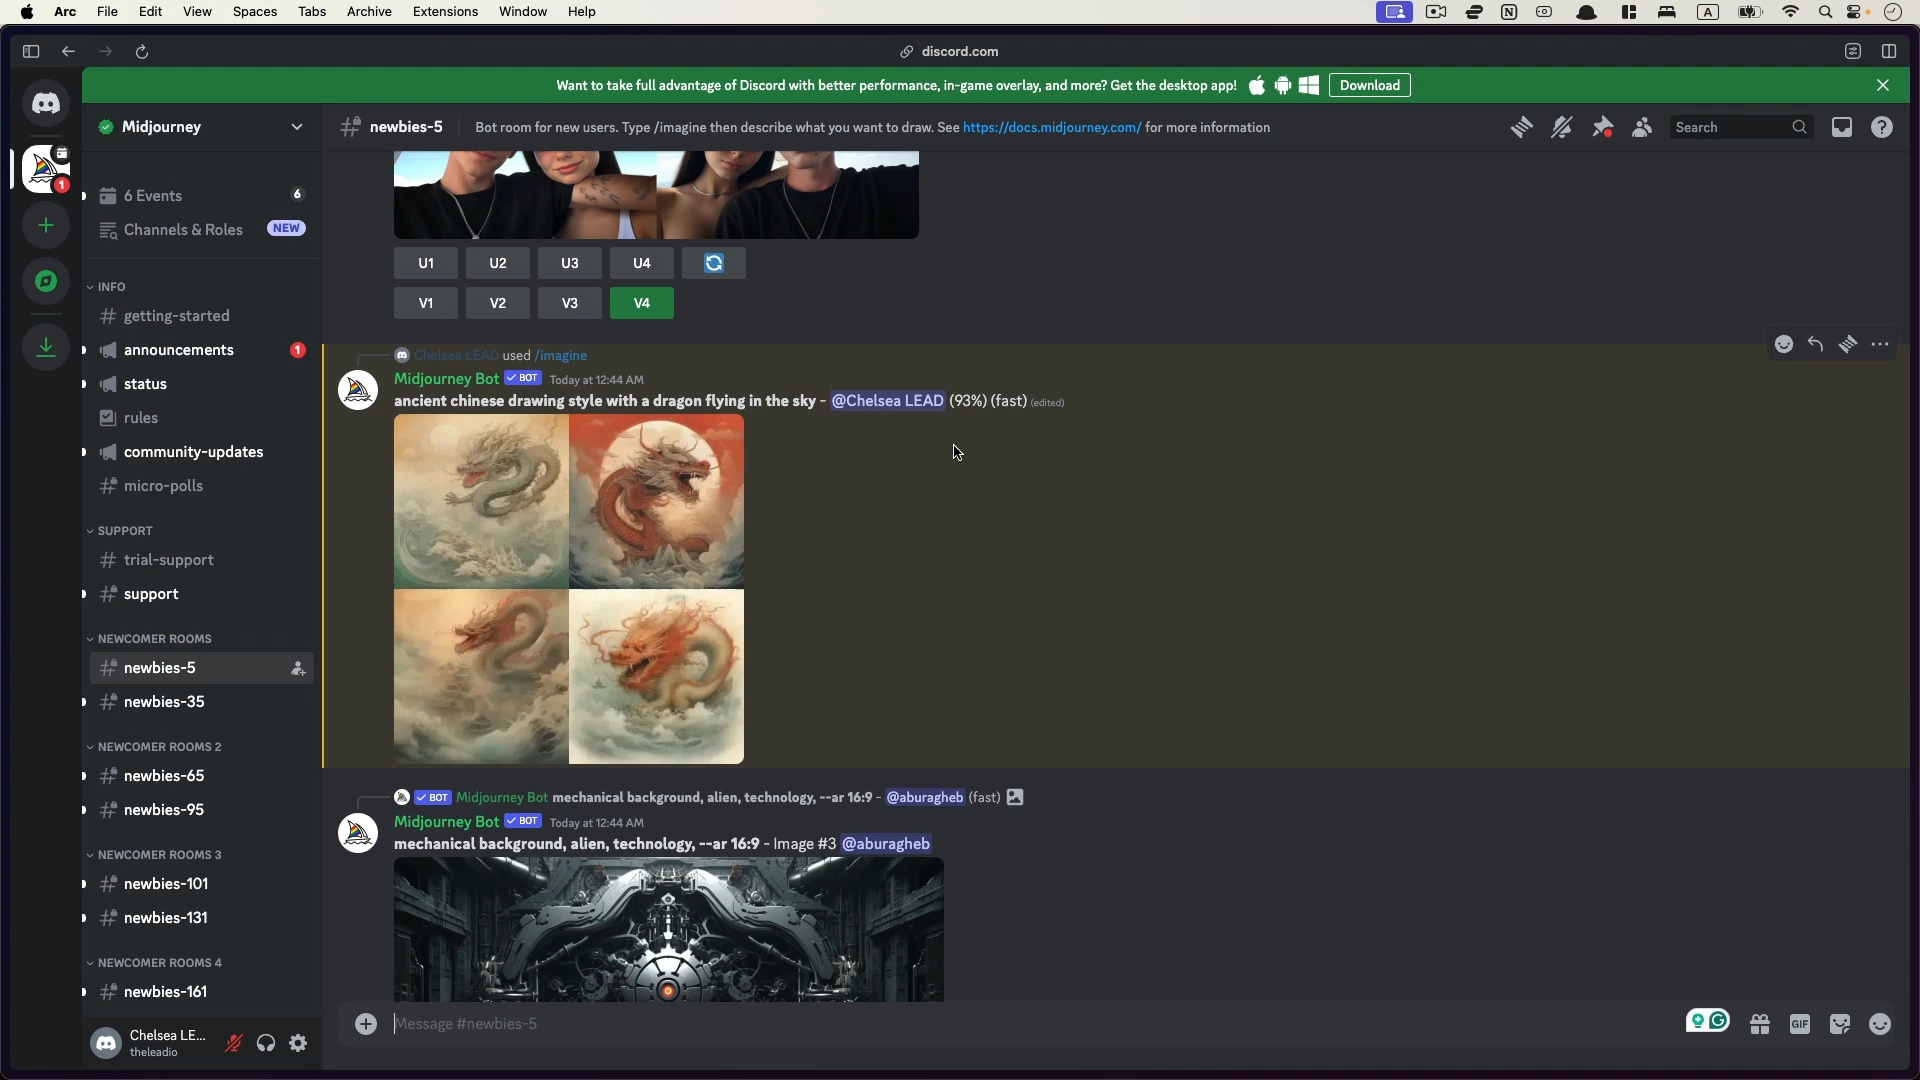 Arc File Edit View Spaces Tabs Archive Extensions Window Help A
discord.com
Want to take full advantage of Discord with better performance, in-game overlay, and more? Get the desktop app! Download
Midjourney
newbies-5 Bot room for new users. Type /imagine then describe what you want to draw. See https://docs.midjourney.com/ for more information Search
1
6 Events 6
Channels & Roles NEW
INFO
getting-started
announcements 1
status
rules
community-updates
micro-polls
SUPPORT
trial-support
support
NEWCOMER ROOMS
newbies-5
newbies-35
NEWCOMER ROOMS 2
newbies-65
newbies-95
NEWCOMER ROOMS 3
newbies-101
newbies-131
NEWCOMER ROOMS 4
newbies-161
Chelsea LE...
theleadio
U1 U2 U3 U4
V1 V2 V3 V4
Chelsea LEAD used /imagine
Midjourney Bot BOT Today at 12:44 AM
ancient chinese drawing style with a dragon flying in the sky - @Chelsea LEAD (93%) (fast) (edited)
BOT Midjourney Bot mechanical background, alien, technology, --ar 16:9 - @aburagheb (fast)
Midjourney Bot BOT Today at 12:44 AM
mechanical background, alien, technology, --ar 16:9 - Image #3 @aburagheb
Message #newbies-5
GIF